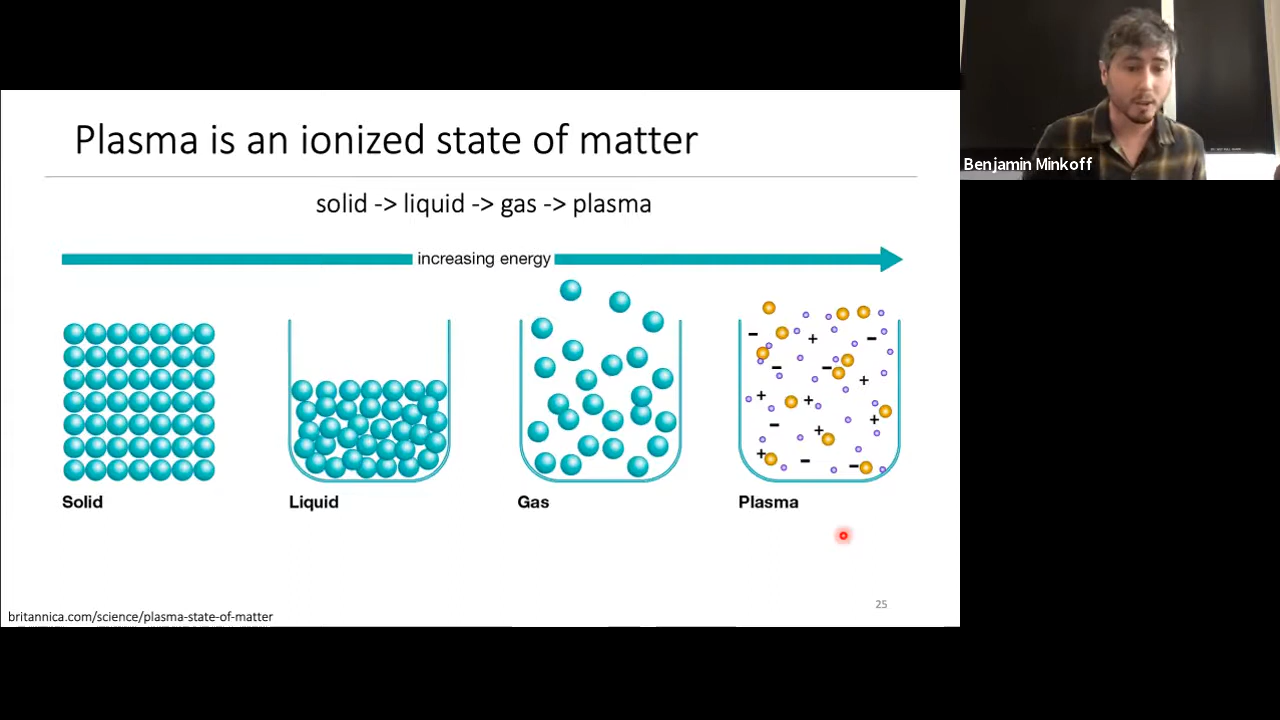 Plasma is an ionized state of matter
solid -> liquid -> gas -> plasma
increasing energy
Solid
Liquid
Gas
Plasma
britannica.com/science/plasma-state-of-matter
25
Benjamin Minkoff